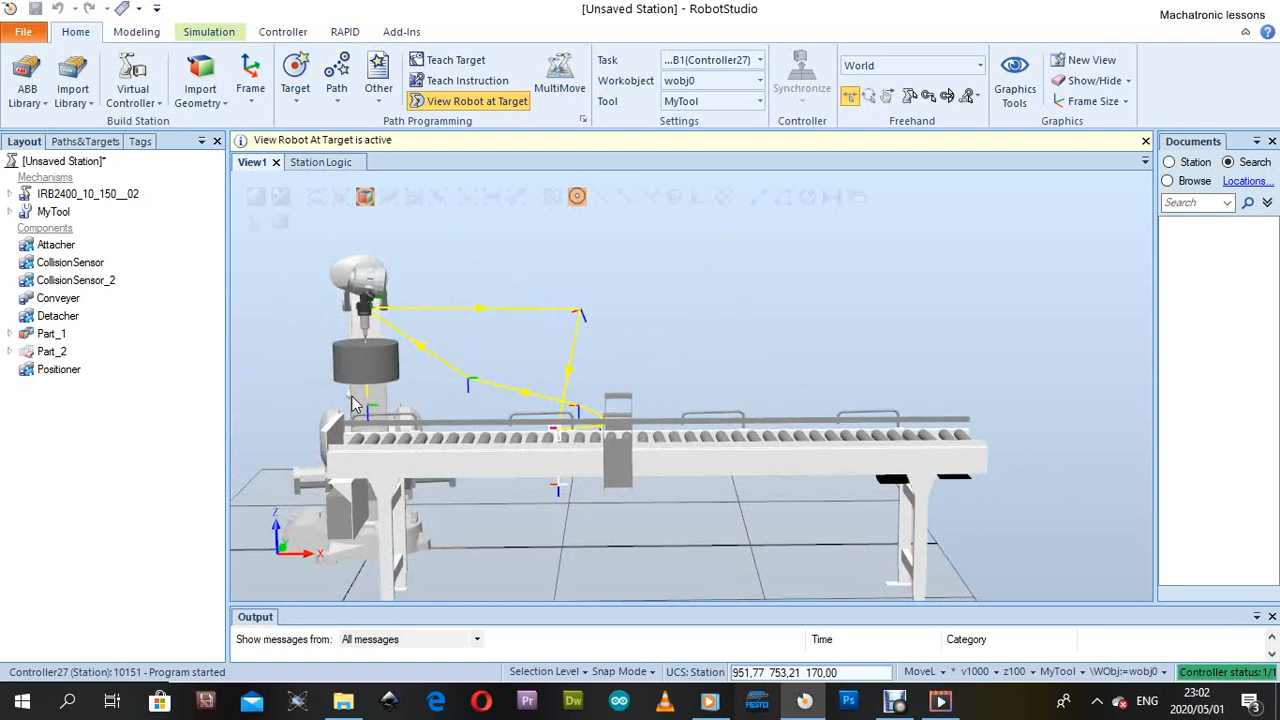 [Unsaved Station] - RobotStudio
Machatronic lessons
File Home Modeling Simulation Controller RAPID Add-Ins
ABB Library
Import Library
Virtual Controller
Import Geometry
Frame
Build Station
Target
Path
Other
Teach Target
Teach Instruction
View Robot at Target
MultiMove
Path Programming
Task ...B1(Controller27)
Workobject wobj0
Tool MyTool
Settings
Synchronize
Controller
World
Freehand
Graphics Tools
New View
Show/Hide
Frame Size
Graphics
Layout Paths&Targets Tags
[Unsaved Station]*
Mechanisms
IRB2400_10_150__02
MyTool
Components
Attacher
CollisionSensor
CollisionSensor_2
Conveyer
Detacher
Part_1
Part_2
Positioner
View Robot At Target is active
View1 Station Logic
Z
Y
X
Documents
Station Search
Browse Locations...
Search
Output
Show messages from: All messages Time Category
Controller27 (Station): 10151 - Program started
Selection Level Snap Mode UCS: Station 951,77 753,21 170,00 MoveL * v1000 z100 MyTool \WObj:=wobj0 Controller status: 1/1
Pr
Dw
FESTO
Ps
ENG
23:02
2020/05/01
3